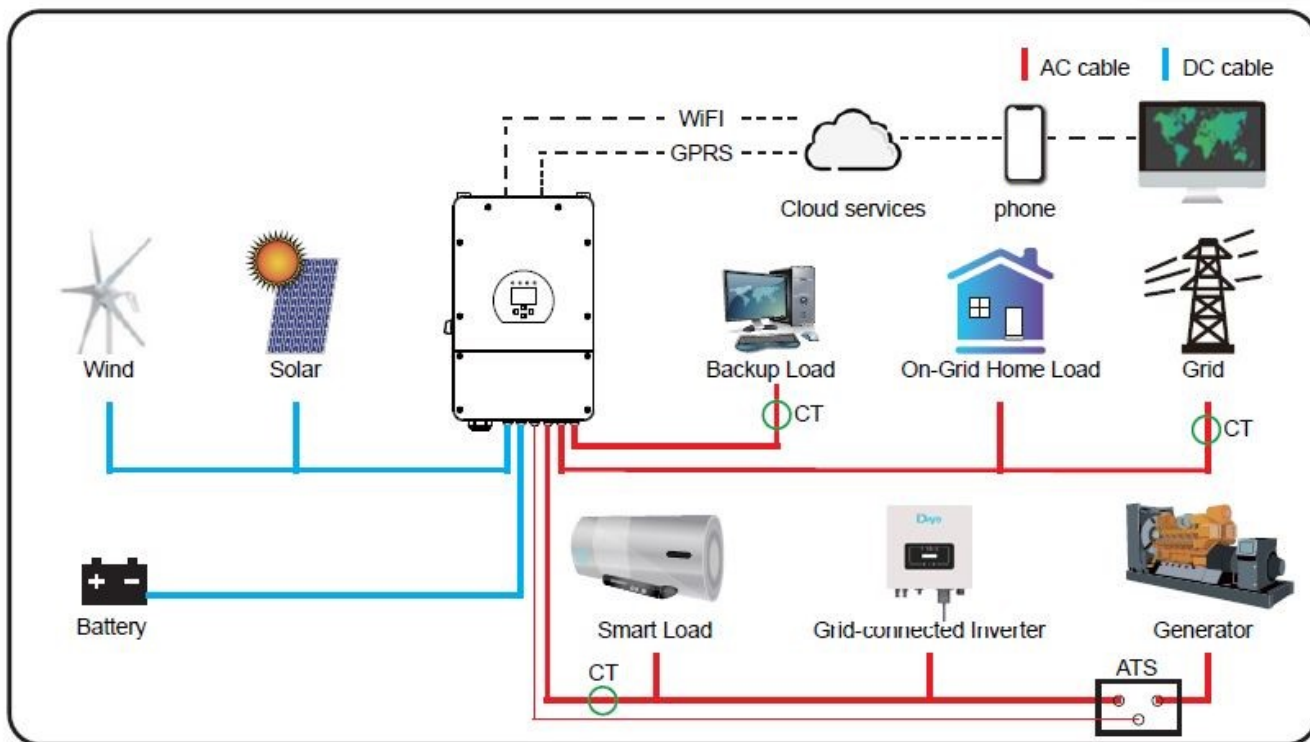 AC cable
DC cable
WiFI
GPRS
Cloud services
phone
Wind
Solar
Backup Load
On-Grid Home Load
Grid
CT
CT
+ -
Battery
Deye
Smart Load
Grid-connected Inverter
Generator
CT
ATS